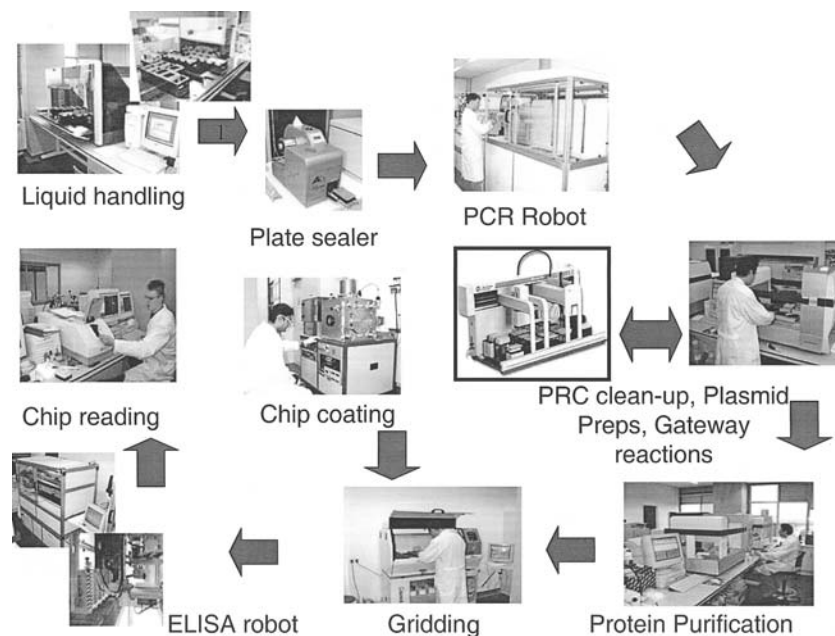 1
Liquid handling
Plate sealer
PCR Robot
Chip reading
Chip coating
PRC clean-up, Plasmid
Preps, Gateway
reactions
ELISA robot
Gridding
Protein Purification